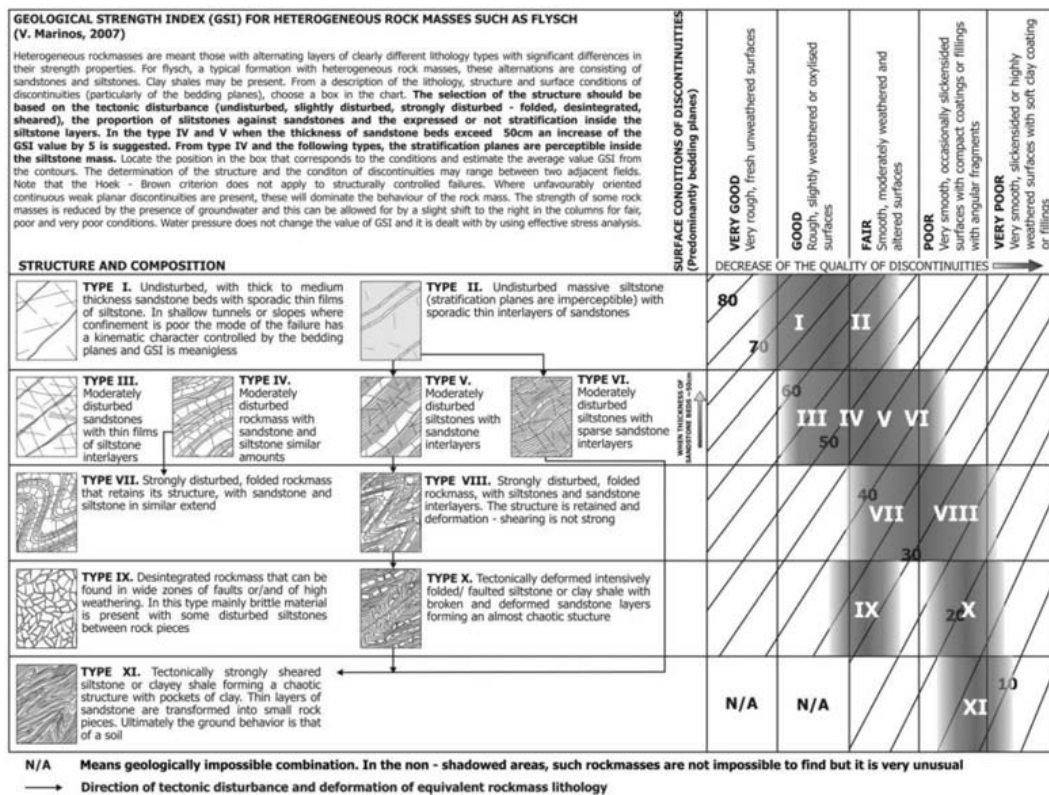 GEOLOGICAL STRENGTH INDEX (GSI) FOR HETEROGENEOUS ROCK MASSES SUCH AS FLYSCH
(V. Marinos, 2007)
Heterogeneous rockmasses are meant those with alternating layers of clearly different lithology types with significant differences in
their strength properties. For flysch, a typical formation with heterogeneous rock masses, these alternations are consisting of
sandstones and siltstones. Clay shales may be present. From a description of the lithology, structure and surface conditions of
discontinuities (particularly of the bedding planes), choose a box in the chart. The selection of the structure should be
based on the tectonic disturbance (undisturbed, slightly disturbed, strongly disturbed - folded, desintegrated,
sheared), the proportion of slitstones against sandstones and the expressed or not stratification inside the
siltstone layers. In the type IV and V when the thickness of sandstone beds exceed 50cm an increase of the
GSI value by 5 is suggested. From type IV and the following types, the stratification planes are perceptible inside
the siltstone mass. Locate the position in the box that corresponds to the conditions and estimate the average value GSI from
the contours. The determination of the structure and the conditon of discontinuities may range between two adjacent fields.
Note that the Hoek - Brown criterion does not apply to structurally controlled failures. Where unfavourably oriented
continuous weak planar discontinuities are present, these will dominate the behaviour of the rock mass. The strength of some rock
masses is reduced by the presence of groundwater and this can be allowed for by a slight shift to the right in the columns for fair,
poor and very poor conditions. Water pressure does not change the value of GSI and it is dealt with by using effective stress analysis.
SURFACE CONDITIONS OF DISCONTINUITIES
(Predominantly bedding planes)
VERY GOOD
Very rough, fresh unweathered surfaces
GOOD
Rough, slightly weathered or oxylised
surfaces
FAIR
Smooth, moderately weathered and
altered surfaces
POOR
Very smooth, occasionally slickensided
surfaces with compact coatings or fillings
with angular fragments
VERY POOR
Very smooth, slickensided or highly
weathered surfaces with soft clay coating
or fillings
STRUCTURE AND COMPOSITION
DECREASE OF THE QUALITY OF DISCONTINUITIES
TYPE I. Undisturbed, with thick to medium
thickness sandstone beds with sporadic thin films
of siltstone. In shallow tunnels or slopes where
confinement is poor the mode of the failure has
a kinematic character controlled by the bedding
planes and GSI is meanigless
TYPE II. Undisturbed massive siltstone
(stratification planes are imperceptible) with
sporadic thin interlayers of sandstones
80
I
II
70
TYPE III.
Moderately
disturbed
sandstones
with thin films
of siltstone
interlayers
TYPE IV.
Moderately
disturbed
rockmass with
sandstone and
siltstone similar
amounts
TYPE V.
Moderately
disturbed
siltstones with
sandstone
interlayers
TYPE VI.
Moderately
disturbed
siltstones with
sparse sandstone
interlayers
WHEN THICKNESS OF
SANDSTONE BEDS ~50cm
60
III IV V VI
50
TYPE VII. Strongly disturbed, folded rockmass
that retains its structure, with sandstone and
siltstone in similar extend
TYPE VIII. Strongly disturbed, folded
rockmass, with siltstones and sandstone
interlayers. The structure is retained
and deformation - shearing is not strong
40
VII VIII
30
TYPE IX. Desintegrated rockmass that can be
found in wide zones of faults or/and of high
weathering. In this type mainly brittle material
is present with some disturbed siltstones
between rock pieces
TYPE X. Tectonically deformed intensively
folded/ faulted siltstone or clay shale with
broken and deformed sandstone layers
forming an almost chaotic stucture
IX X
20
TYPE XI. Tectonically strongly sheared
siltstone or clayey shale forming a chaotic
structure with pockets of clay. Thin layers of
sandstone are transformed into small rock
pieces. Ultimately the ground behavior is that
of a soil
N/A N/A XI 10
N/A Means geologically impossible combination. In the non - shadowed areas, such rockmasses are not impossible to find but it is very unusual
Direction of tectonic disturbance and deformation of equivalent rockmass lithology